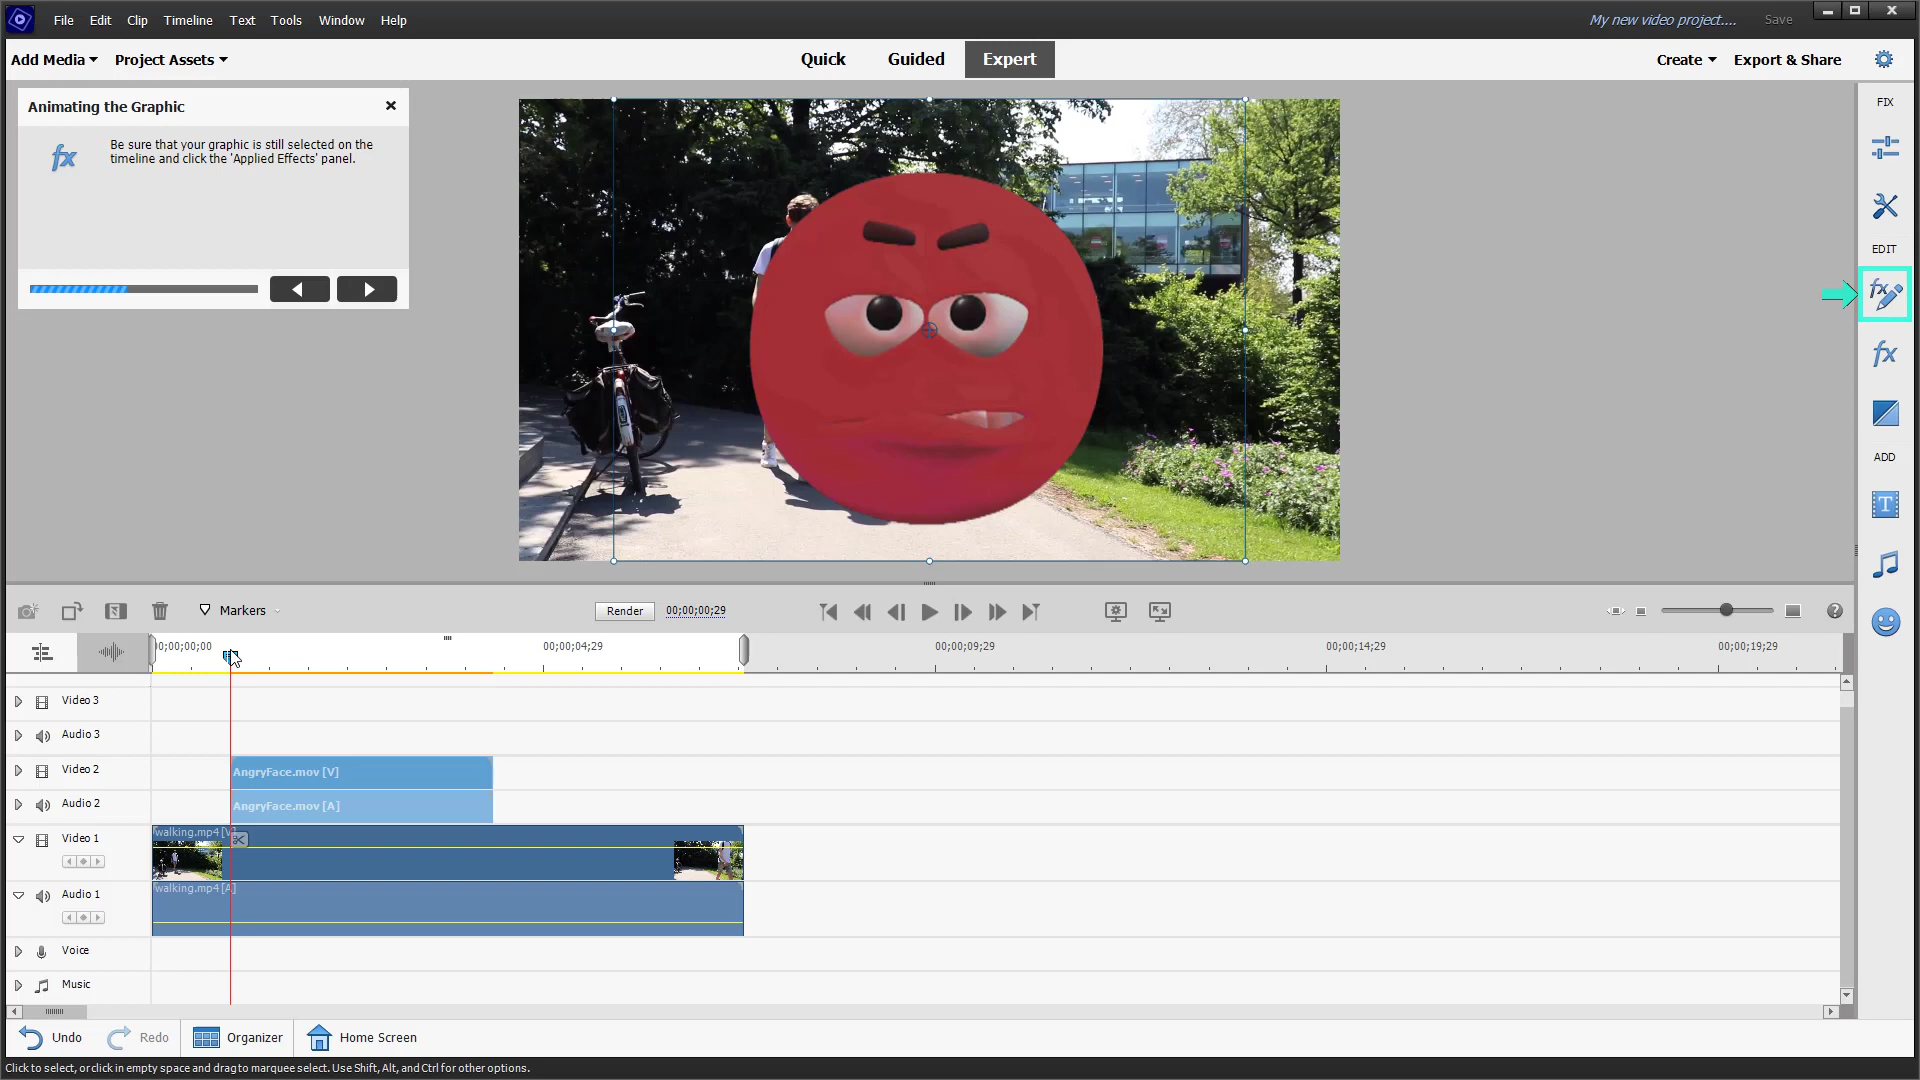 File Edit Clip Timeline Text Tools Window Help
My new video project.... Save
Add Media Project Assets
Quick Guided Expert
Create Export & Share
Animating the Graphic
fx
Be sure that your graphic is still selected on the
timeline and click the 'Applied Effects' panel.
FIX
EDIT
fx
fx
ADD
T
Markers
Render 00;00;00;29
00;00;00;00 00;00;04;29 00;00;09;29 00;00;14;29 00;00;19;29
Video 3
Audio 3
Video 2
AngryFace.mov [V]
Audio 2
AngryFace.mov [A]
Video 1
walking.mp4 [V]
Audio 1
walking.mp4 [A]
Voice
Music
Undo Redo Organizer Home Screen
Click to select, or click in empty space and drag to marquee select. Use Shift, Alt, and Ctrl for other options.